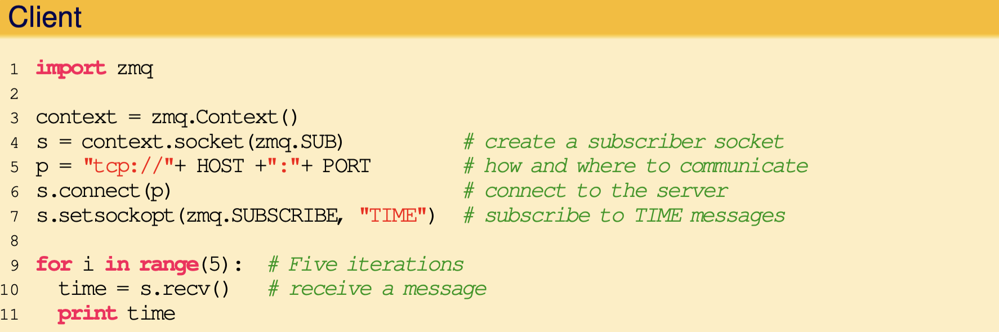 Client
1 import zmq
2
3 context = zmq.Context()
4 s = context.socket(zmq.SUB) # create a subscriber socket
5 p = "tcp://"+ HOST +":"+ PORT # how and where to communicate
6 s.connect(p) # connect to the server
7 s.setsockopt(zmq.SUBSCRIBE, "TIME") # subscribe to TIME messages
8
9 for i in range(5): # Five iterations
10 time = s.recv() # receive a message
11 print time